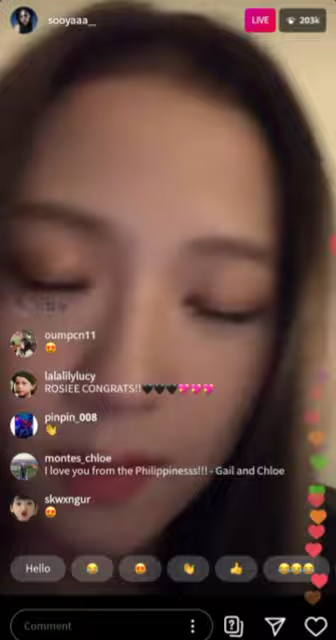 sooyaaa__
LIVE
203k
oumpcn11
😍
lalalilylucy
ROSIEE CONGRATS!!🖤🖤🖤💖💖💖
pinpin_008
👋
montes_chloe
I love you from the Philippinesss!!! - Gail and Chloe
skwxngur
😍
Hello 😂 😍 👋 👍 😂😂😂
Comment